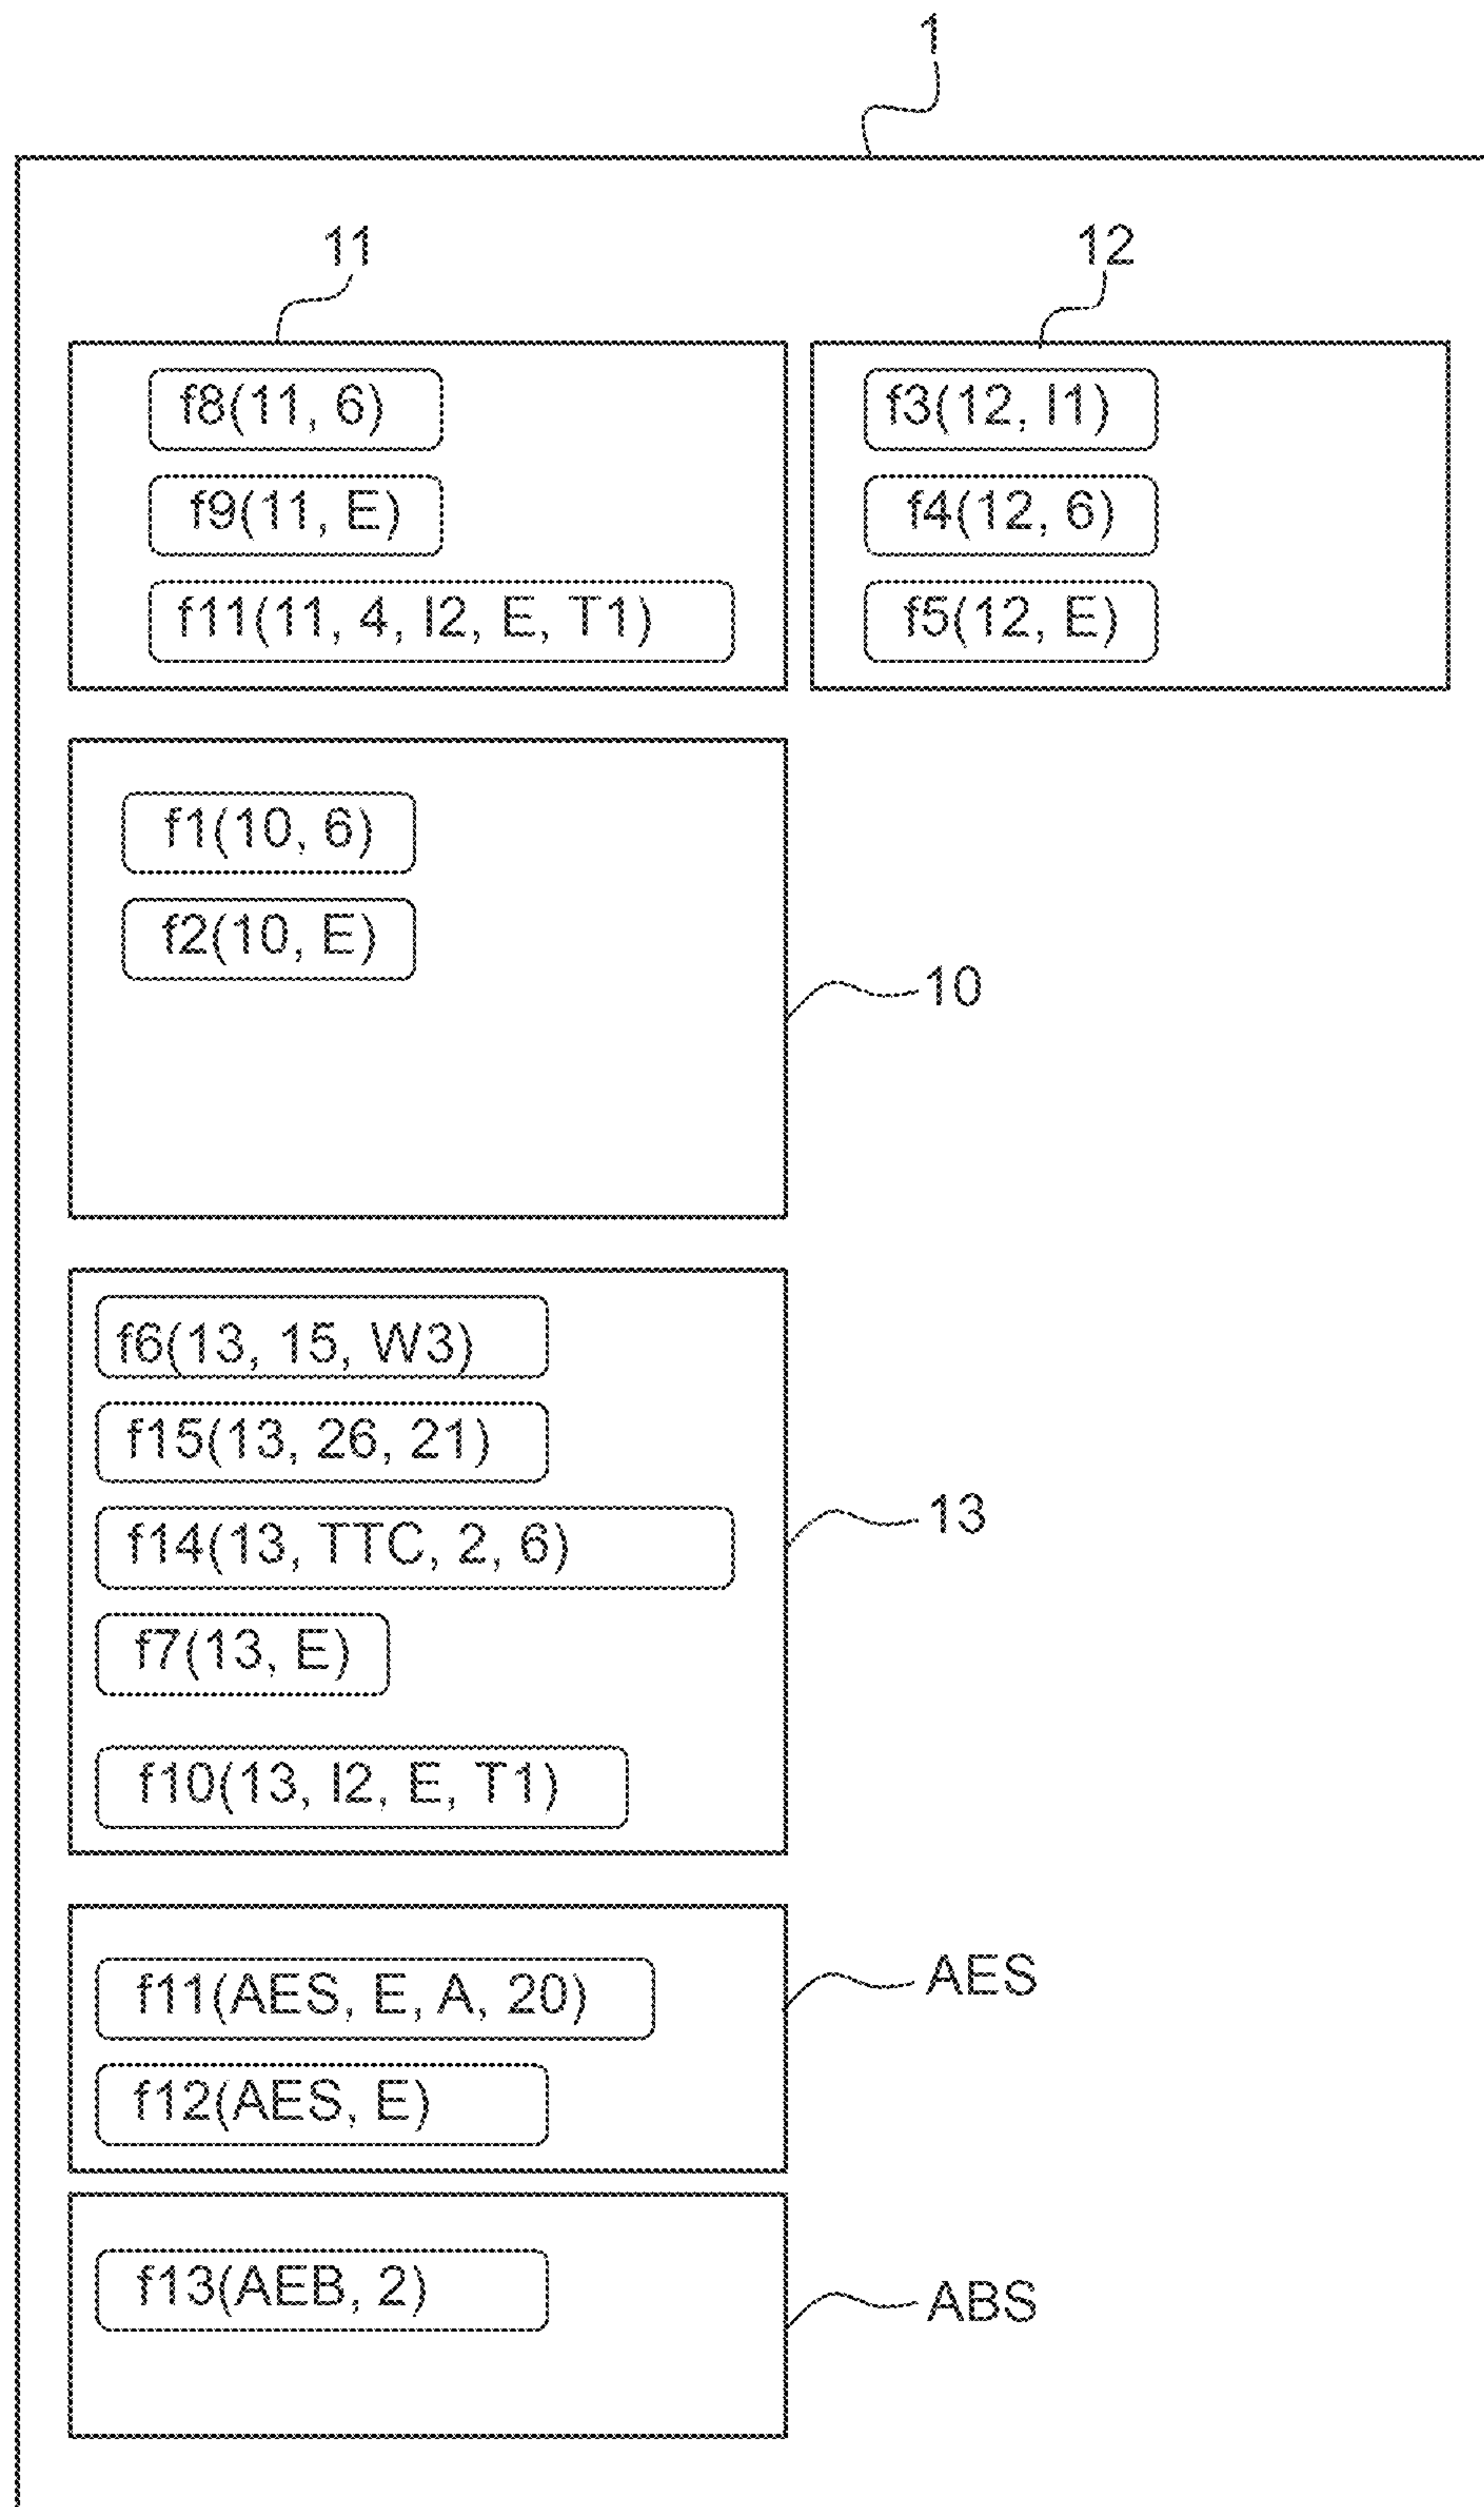 1
11
12
f8(11, 6)
f9(11, E)
f11(11, 4, I2, E, T1)
f3(12, I1)
f4(12, 6)
f5(12, E)
f1(10, 6)
f2(10, E)
10
f6(13, 15, W3)
f15(13, 26, 21)
f14(13, TTC, 2, 6)
f7(13, E)
f10(13, I2, E, T1)
13
f11(AES, E, A, 20)
f12(AES, E)
AES
f13(AEB, 2)
ABS